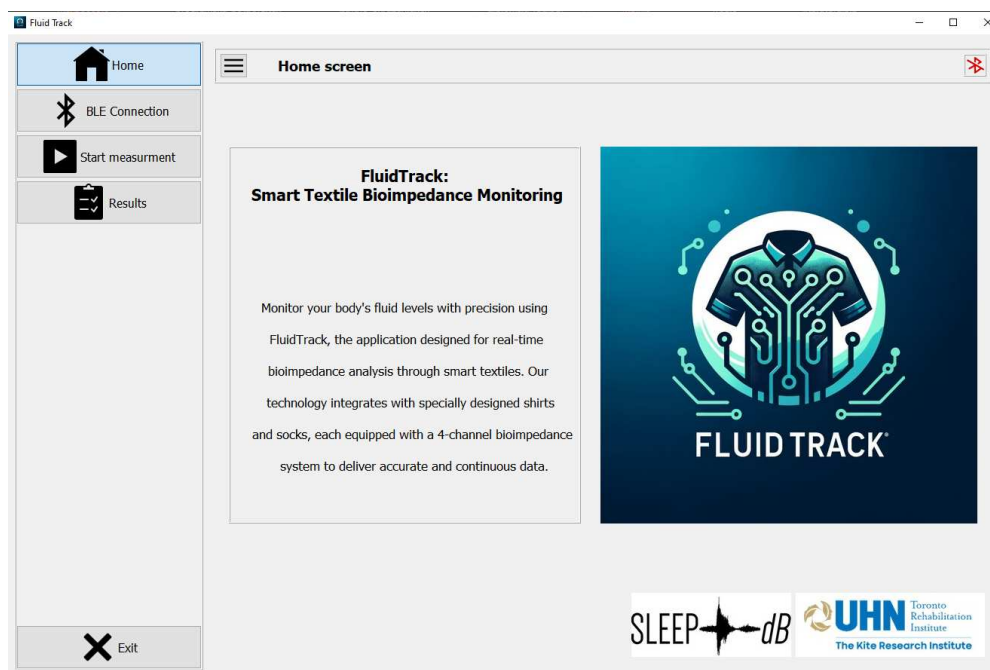 Fluid Track
Home
BLE Connection
Start measurment
Results
Exit
Home screen
FluidTrack:
Smart Textile Bioimpedance Monitoring
Monitor your body's fluid levels with precision using
FluidTrack, the application designed for real-time
bioimpedance analysis through smart textiles. Our
technology integrates with specially designed shirts
and socks, each equipped with a 4-channel bioimpedance
system to deliver accurate and continuous data.
FLUID TRACK
SLEEP dB
UHN
Toronto
Rehabilitation
Institute
The Kite Research Institute